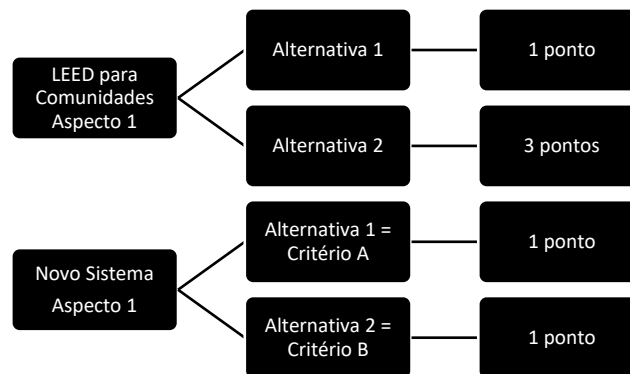 LEED para
Comunidades
Aspecto 1
Alternativa 1
1 ponto
Alternativa 2
3 pontos
Novo Sistema
Aspecto 1
Alternativa 1 =
Critério A
1 ponto
Alternativa 2 =
Critério B
1 ponto